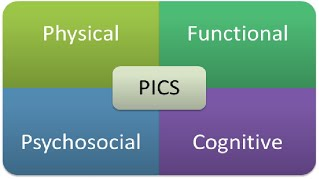 Physical
Functional
PICS
Psychosocial
Cognitive